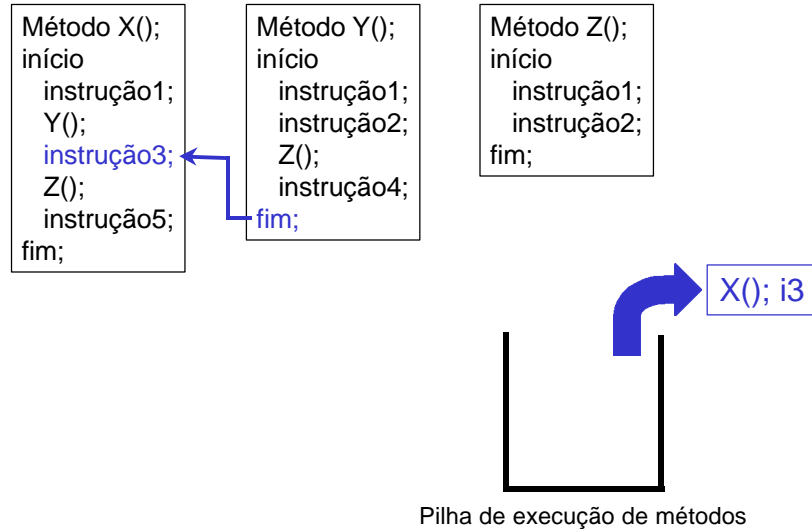 Método X();
início
instrução1;
Y();
instrução3;
Z();
instrução5;
fim;
Método Y();
início
instrução1;
instrução2;
Z();
instrução4;
fim;
Método Z();
início
instrução1;
instrução2;
fim;
X(); i3
Pilha de execução de métodos